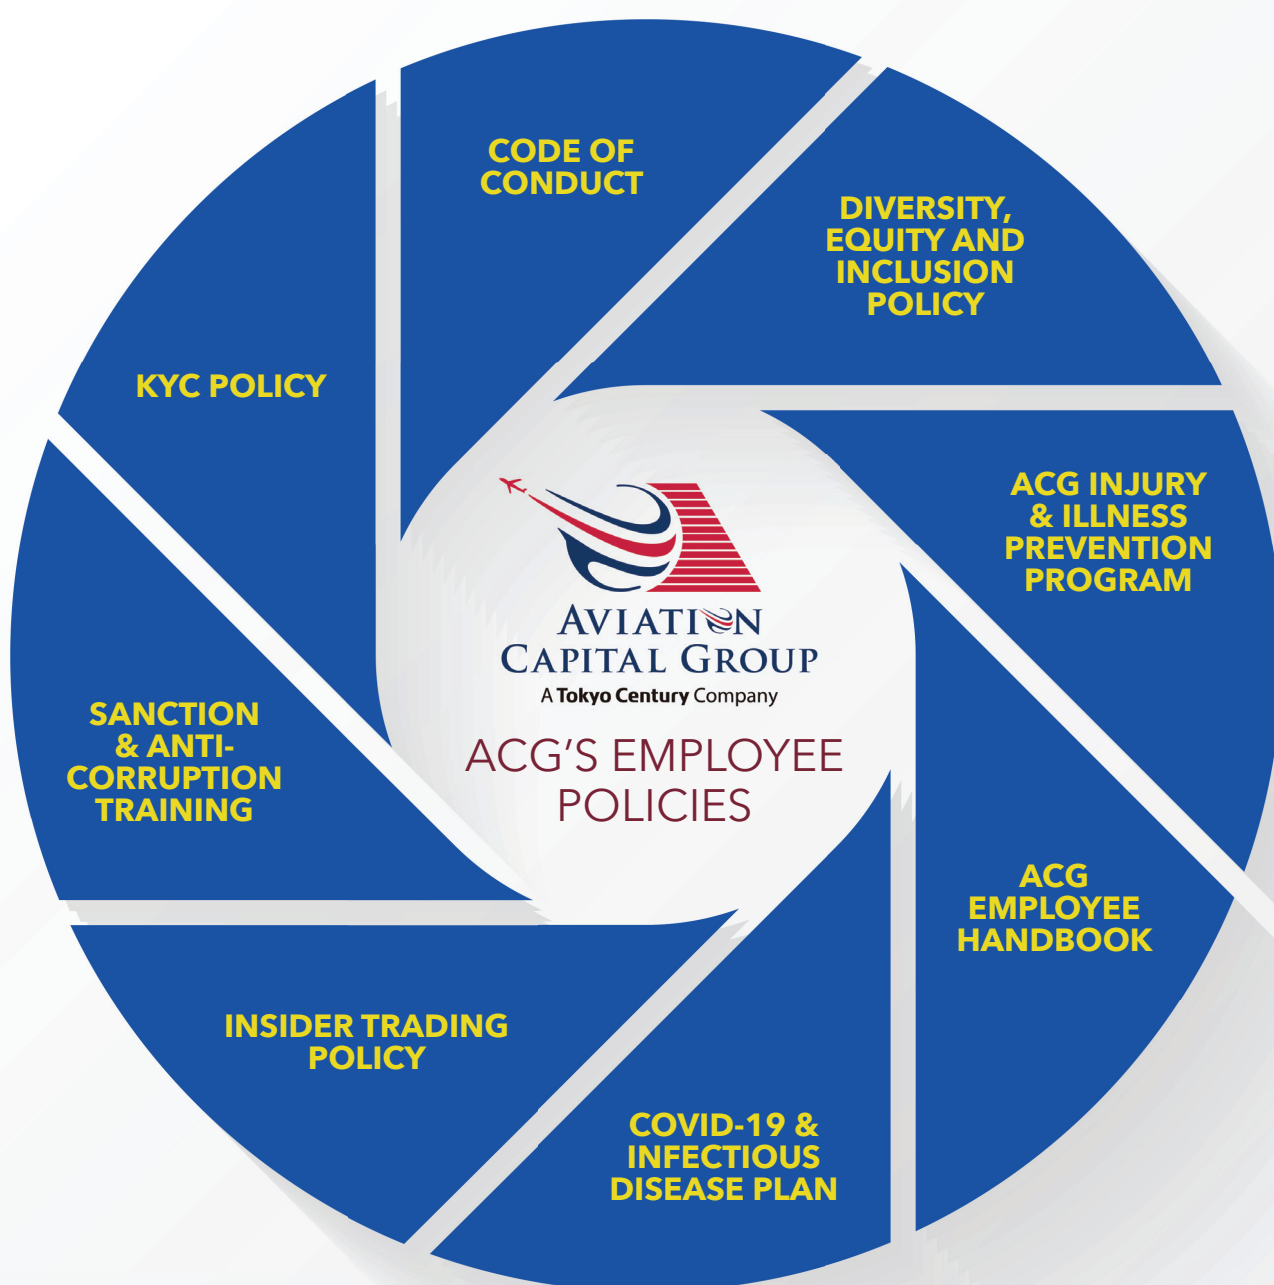 CODE OF
CONDUCT
DIVERSITY,
EQUITY AND
INCLUSION
POLICY
ACG INJURY
& ILLNESS
PREVENTION
PROGRAM
ACG
EMPLOYEE
HANDBOOK
COVID-19 &
INFECTIOUS
DISEASE PLAN
INSIDER TRADING
POLICY
SANCTION
& ANTI-
CORRUPTION
TRAINING
KYC POLICY
AVIATION
CAPITAL GROUP
A Tokyo Century Company
ACG'S EMPLOYEE
POLICIES